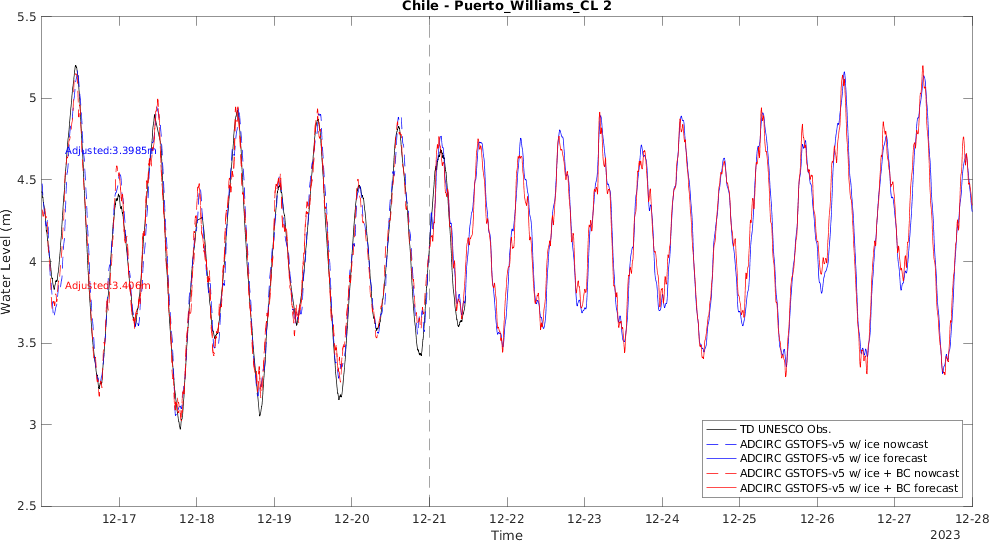 Chile - Puerto_Williams_CL 2
5.5
5
4.5
4
3.5
3
2.5
Water Level (m)
Adjusted:3.3985m
Adjusted:3.406m
TD UNESCO Obs.
ADCIRC GSTOFS-v5 w/ ice nowcast
ADCIRC GSTOFS-v5 w/ ice forecast
ADCIRC GSTOFS-v5 w/ ice + BC nowcast
ADCIRC GSTOFS-v5 w/ ice + BC forecast
12-17 12-18 12-19 12-20 12-21 12-22 12-23 12-24 12-25 12-26 12-27 12-28
Time
2023